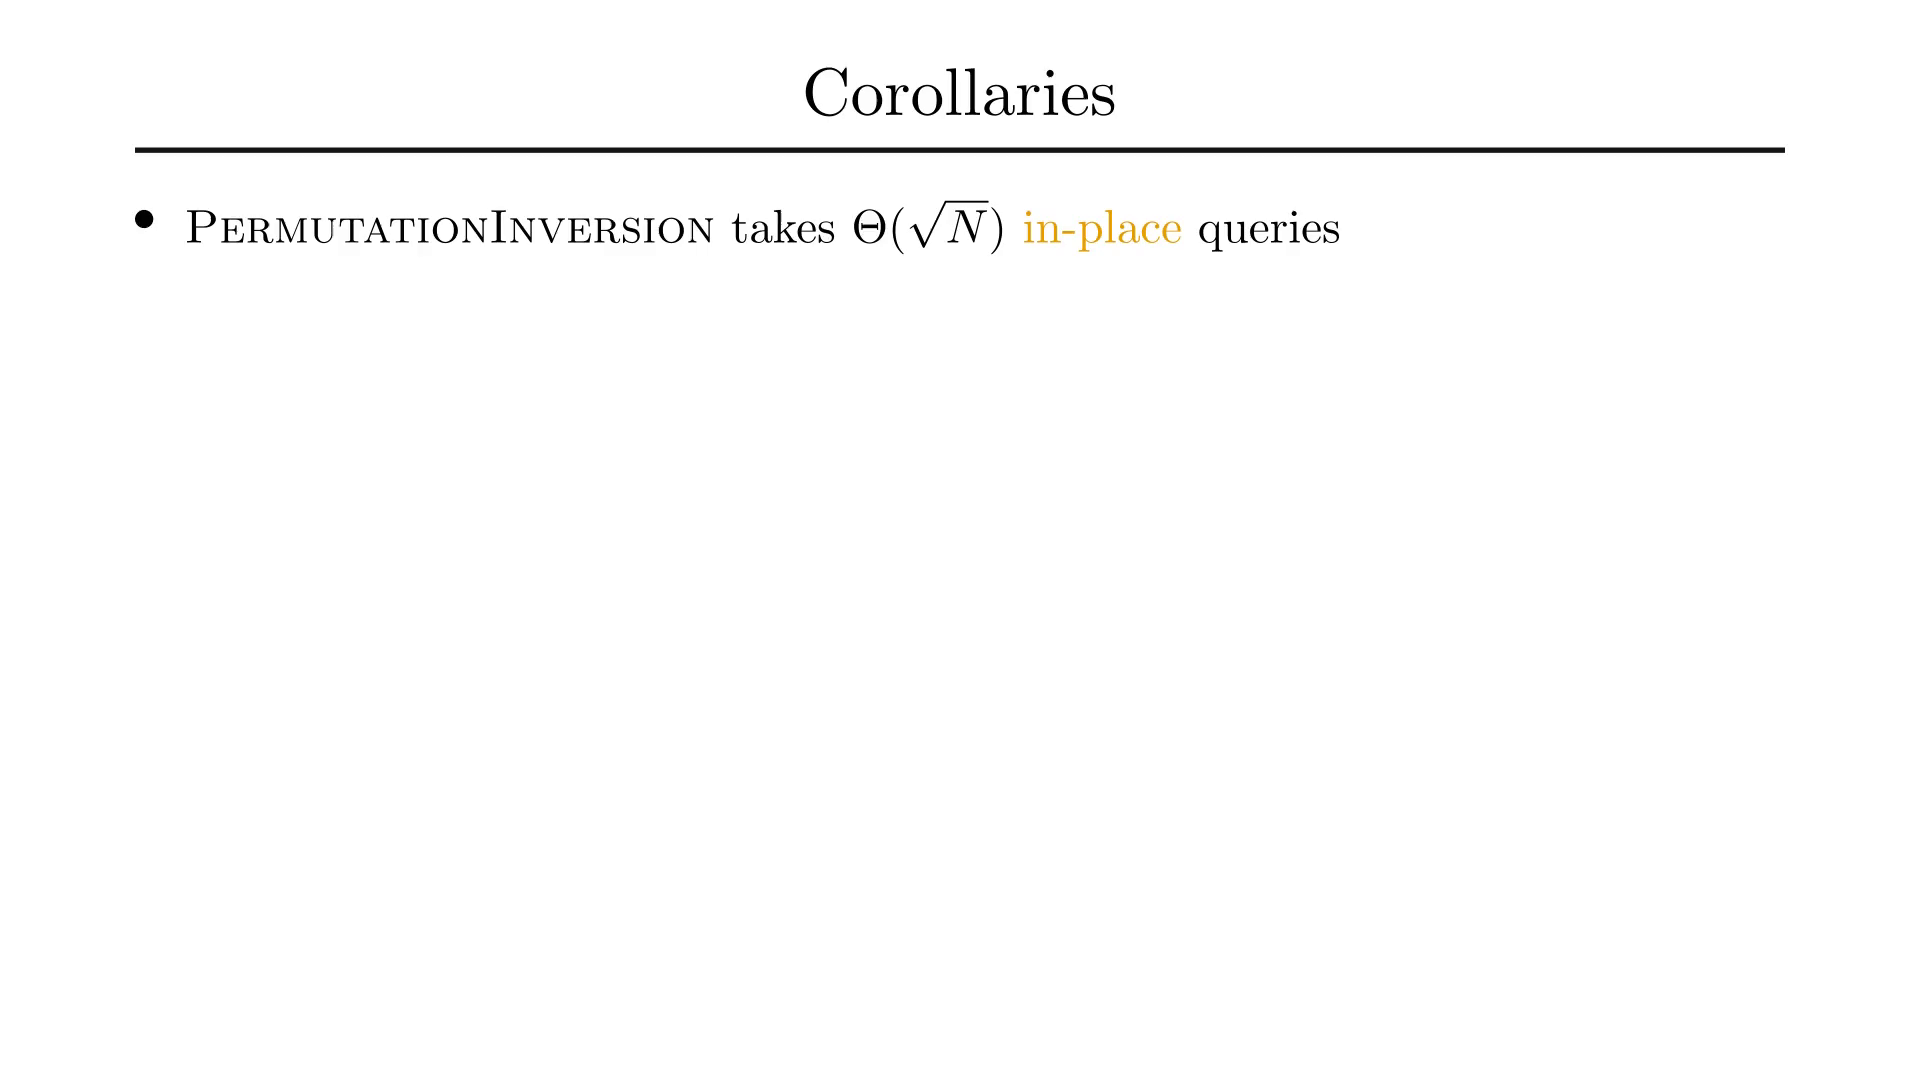 Corollaries
• PermutationInversion takes Θ(√N) in-place queries